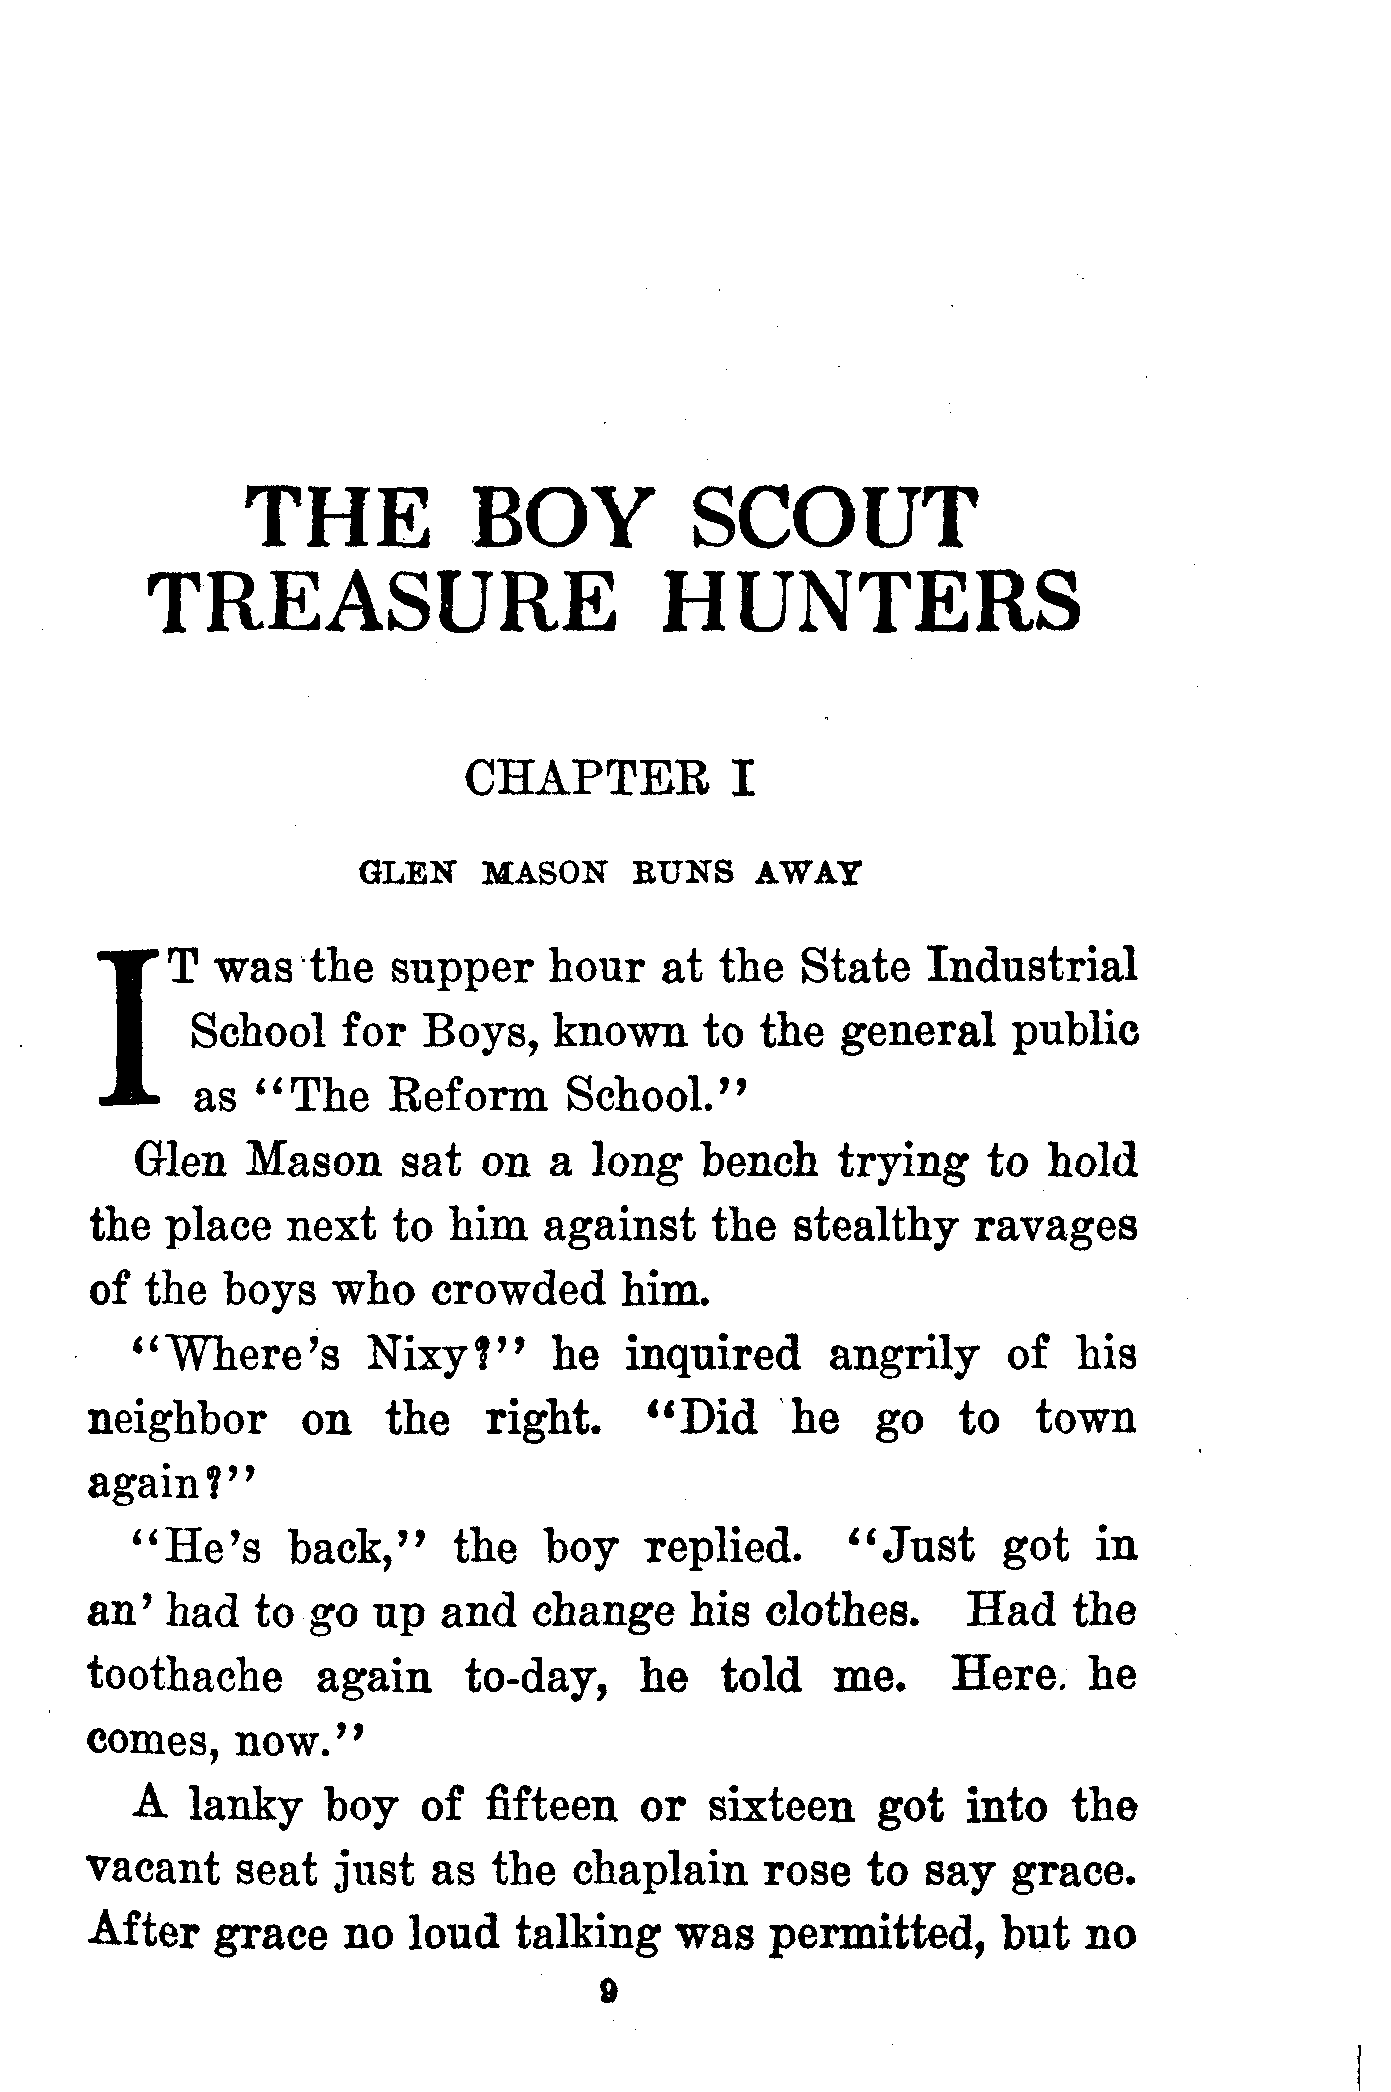 THE BOY SCOUT
TREASURE HUNTERS
CHAPTER I
GLEN MASON RUNS AWAY
IT was the supper hour at the State Industrial
School for Boys, known to the general public
as “The Reform School.”
Glen Mason sat on a long bench trying to hold
the place next to him against the stealthy ravages
of the boys who crowded him.
“Where’s Nixy?” he inquired angrily of his
neighbor on the right. “Did he go to town
again?”
“He’s back,” the boy replied. “Just got in
an’ had to go up and change his clothes. Had the
toothache again to-day, he told me. Here he
comes, now.”
A lanky boy of fifteen or sixteen got into the
vacant seat just as the chaplain rose to say grace.
After grace no loud talking was permitted, but no
9